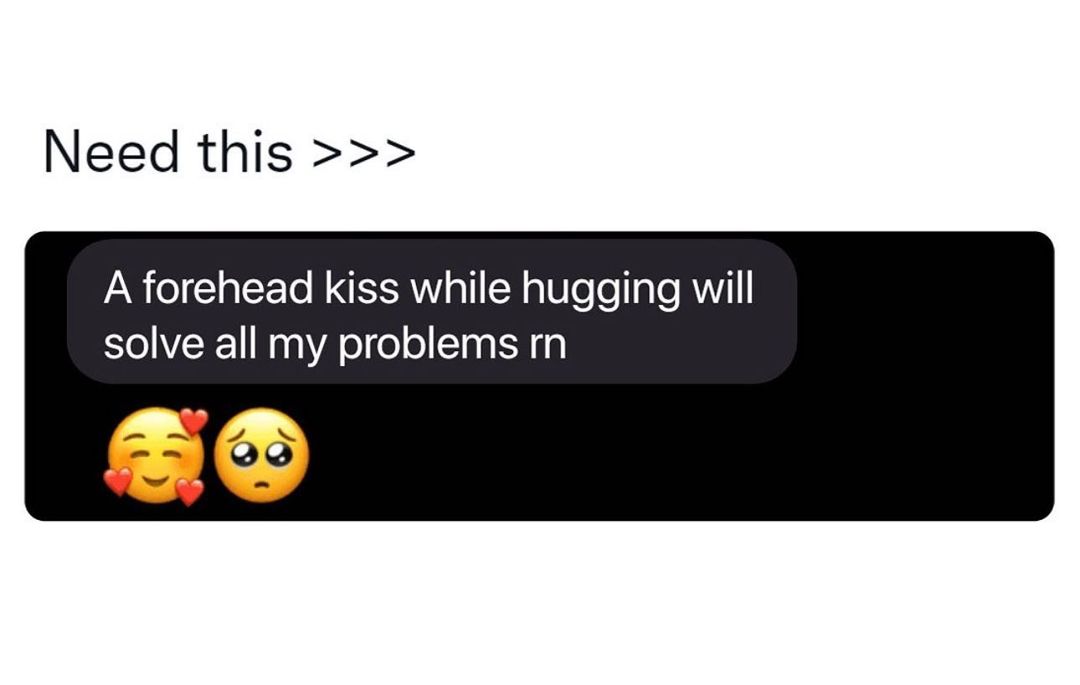 Need this >>>
A forehead kiss while hugging will
solve all my problems rn
🥰🥺